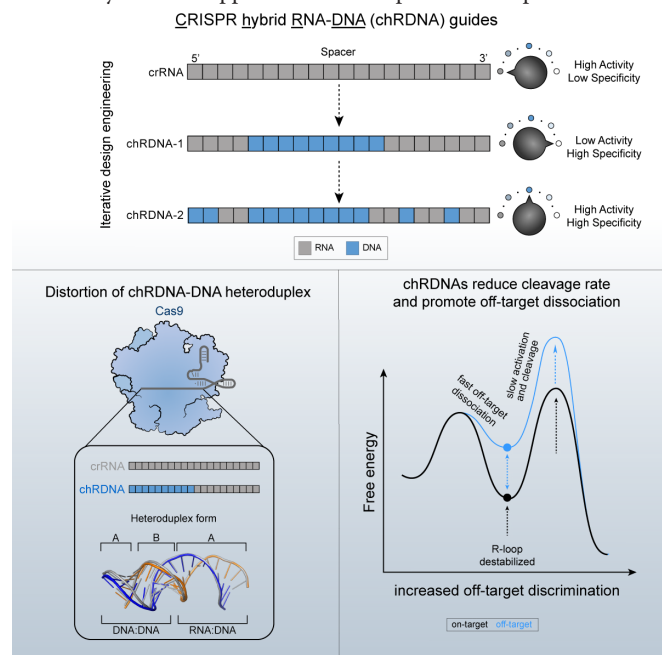 CRISPR hybrid RNA-DNA (chRDNA) guides
Iterative design engineering
Spacer
5′ 3′
crRNA
High Activity
Low Specificity
chRDNA-1
Low Activity
High Specificity
chRDNA-2
High Activity
High Specificity
RNA DNA
Distortion of chRDNA-DNA heteroduplex
Cas9
crRNA
chRDNA
Heteroduplex form
A B A
DNA:DNA RNA:DNA
chRDNAs reduce cleavage rate
and promote off-target dissociation
Free energy
fast off-target
dissociation
slow activation
and cleavage
R-loop
destabilized
increased off-target discrimination
on-target off-target